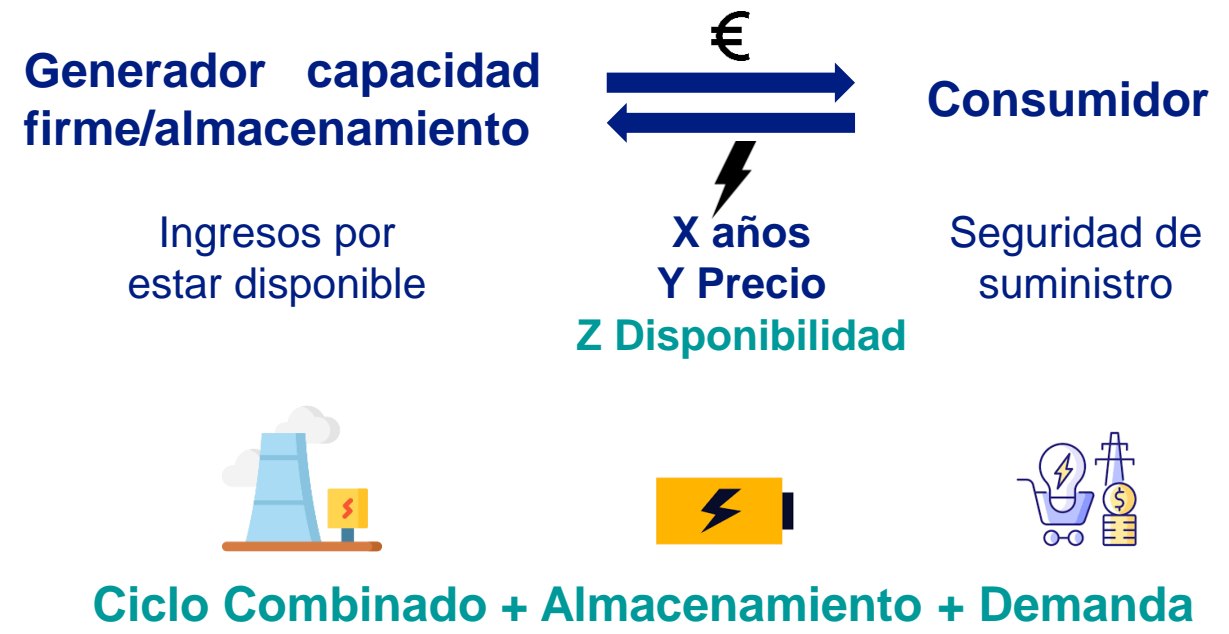 €
Generador capacidad
firme/almacenamiento
Consumidor
Ingresos por
estar disponible
X años
Y Precio
Z Disponibilidad
Seguridad de
suministro
$
Ciclo Combinado + Almacenamiento + Demanda